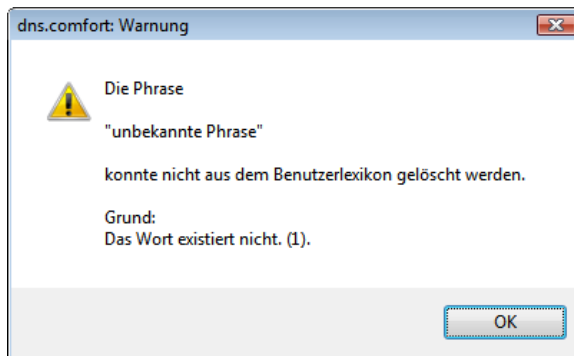 dns.comfort: Warnung
Die Phrase
"unbekannte Phrase"
konnte nicht aus dem Benutzerlexikon gelöscht werden.
Grund:
Das Wort existiert nicht. (1).
OK